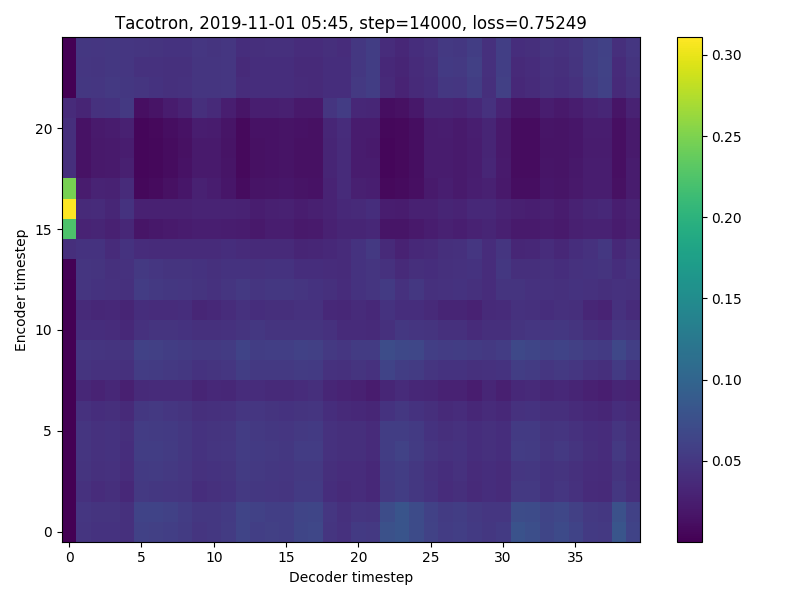 Tacotron, 2019-11-01 05:45, step=14000, loss=0.75249
Encoder timestep
20
15
10
5
0
0 5 10 15 20 25 30 35
Decoder timestep
0.30
0.25
0.20
0.15
0.10
0.05